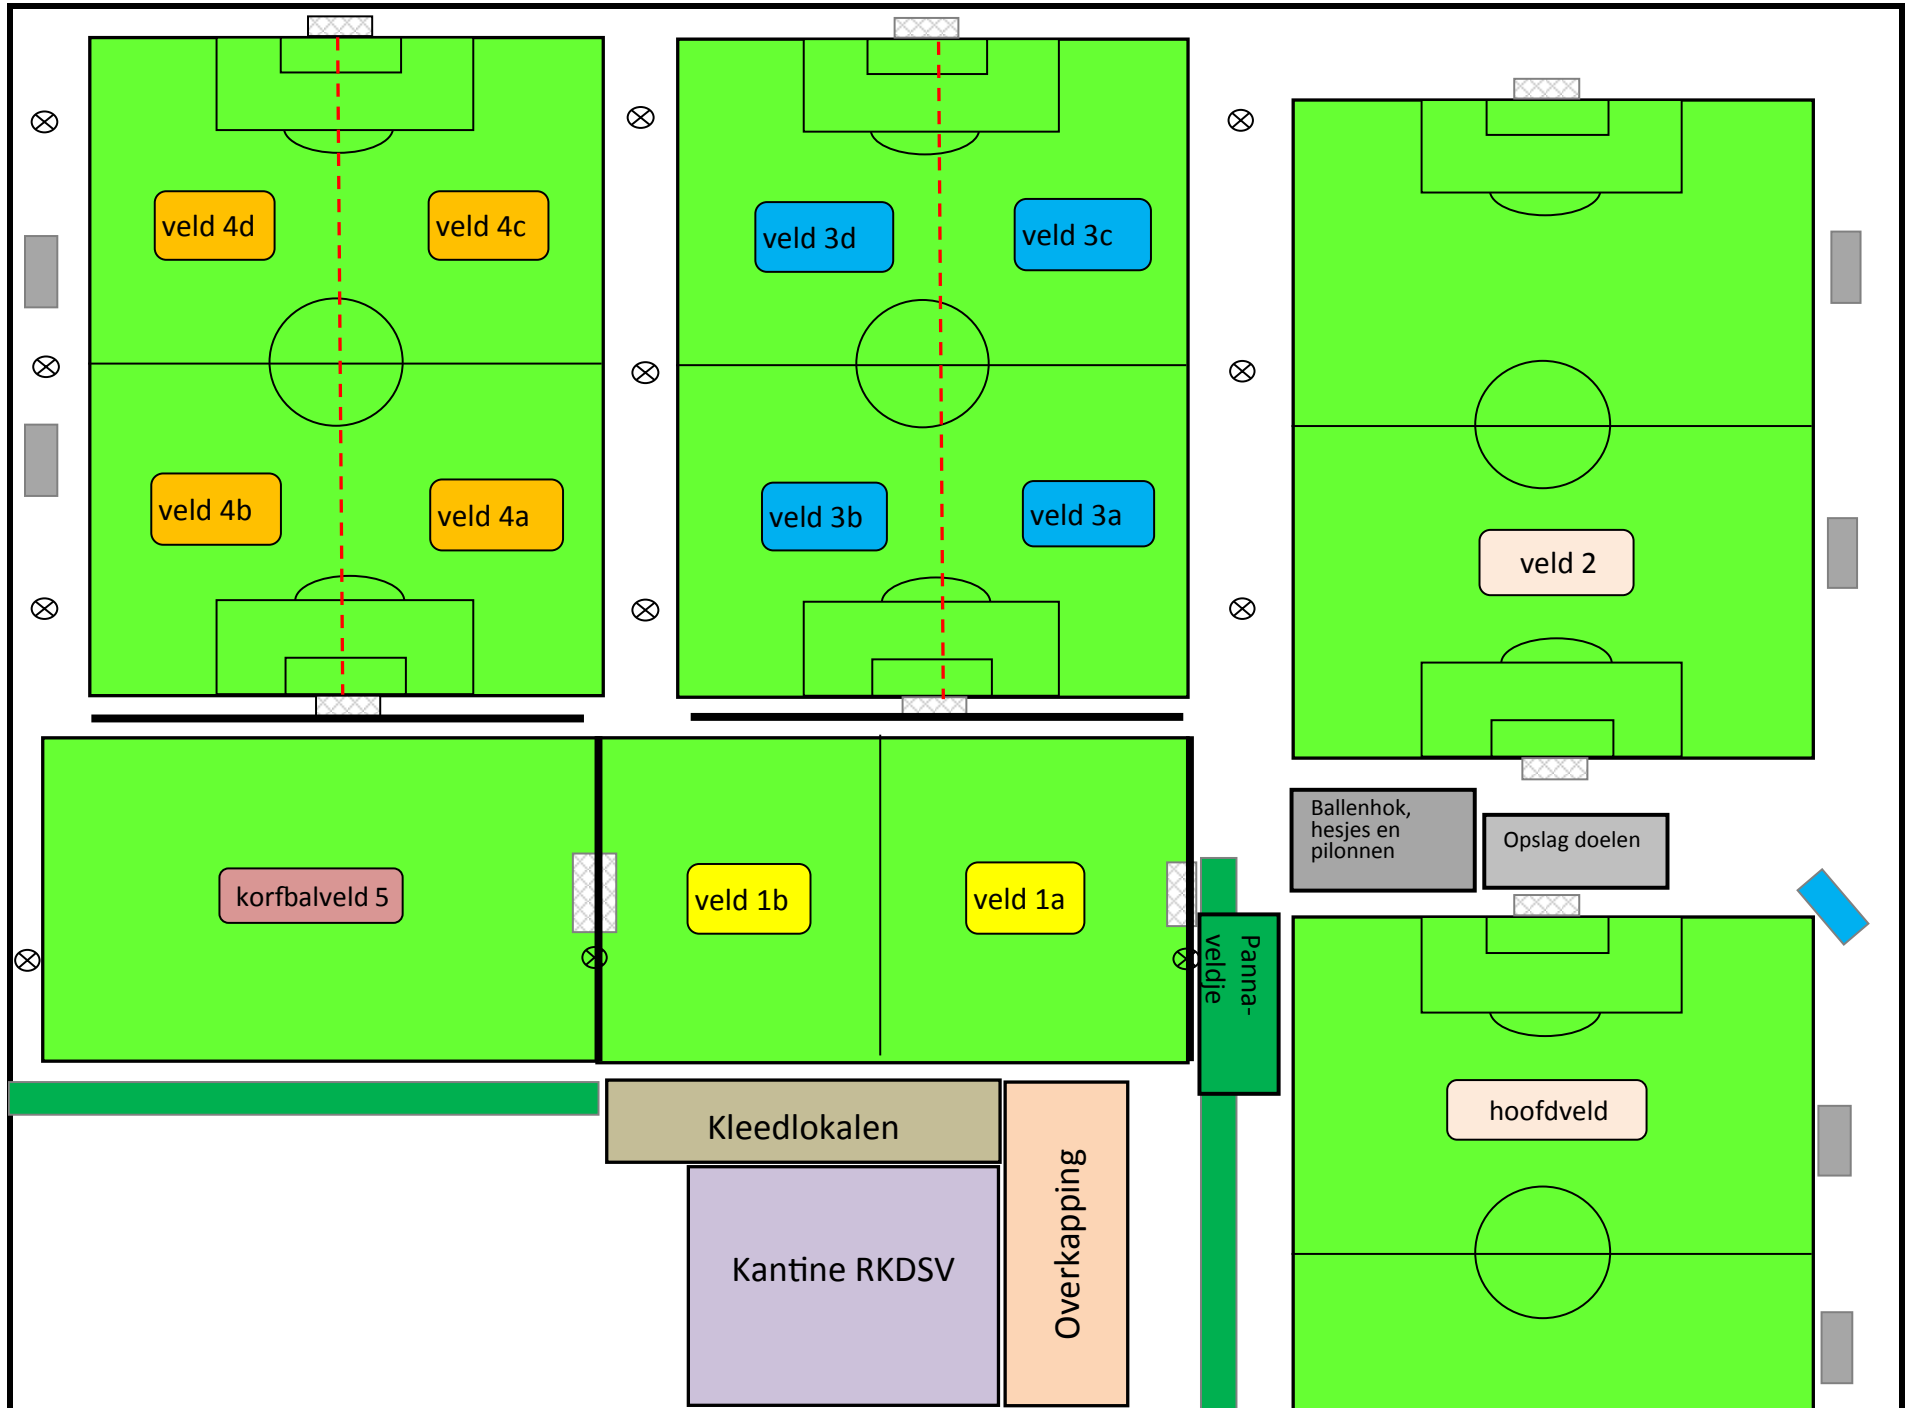 veld 4d
veld 4c
veld 3d
veld 3c
veld 4b
veld 4a
veld 3b
veld 3a
veld 2
Ballenhok,
hesjes en
pilonnen
Opslag doelen
korfbalveld 5
veld 1b
veld 1a
Panna-
veldje
hoofdveld
Kleedlokalen
Overkapping
Kantine RKDSV